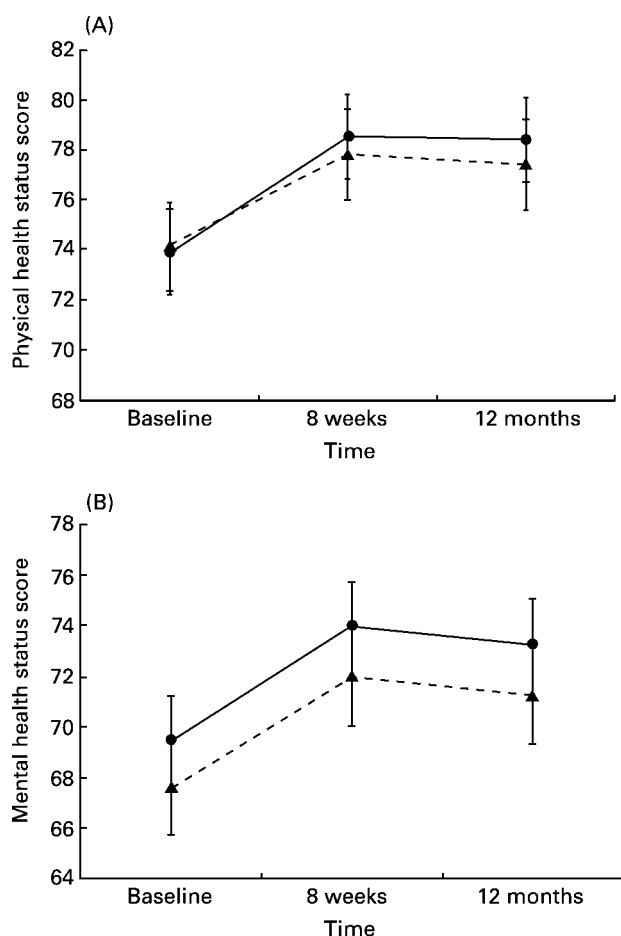 (A)
82
80
78
76
74
72
70
68
Physical health status score
Baseline 8 weeks 12 months
Time
(B)
78
76
74
72
70
68
66
64
Mental health status score
Baseline 8 weeks 12 months
Time